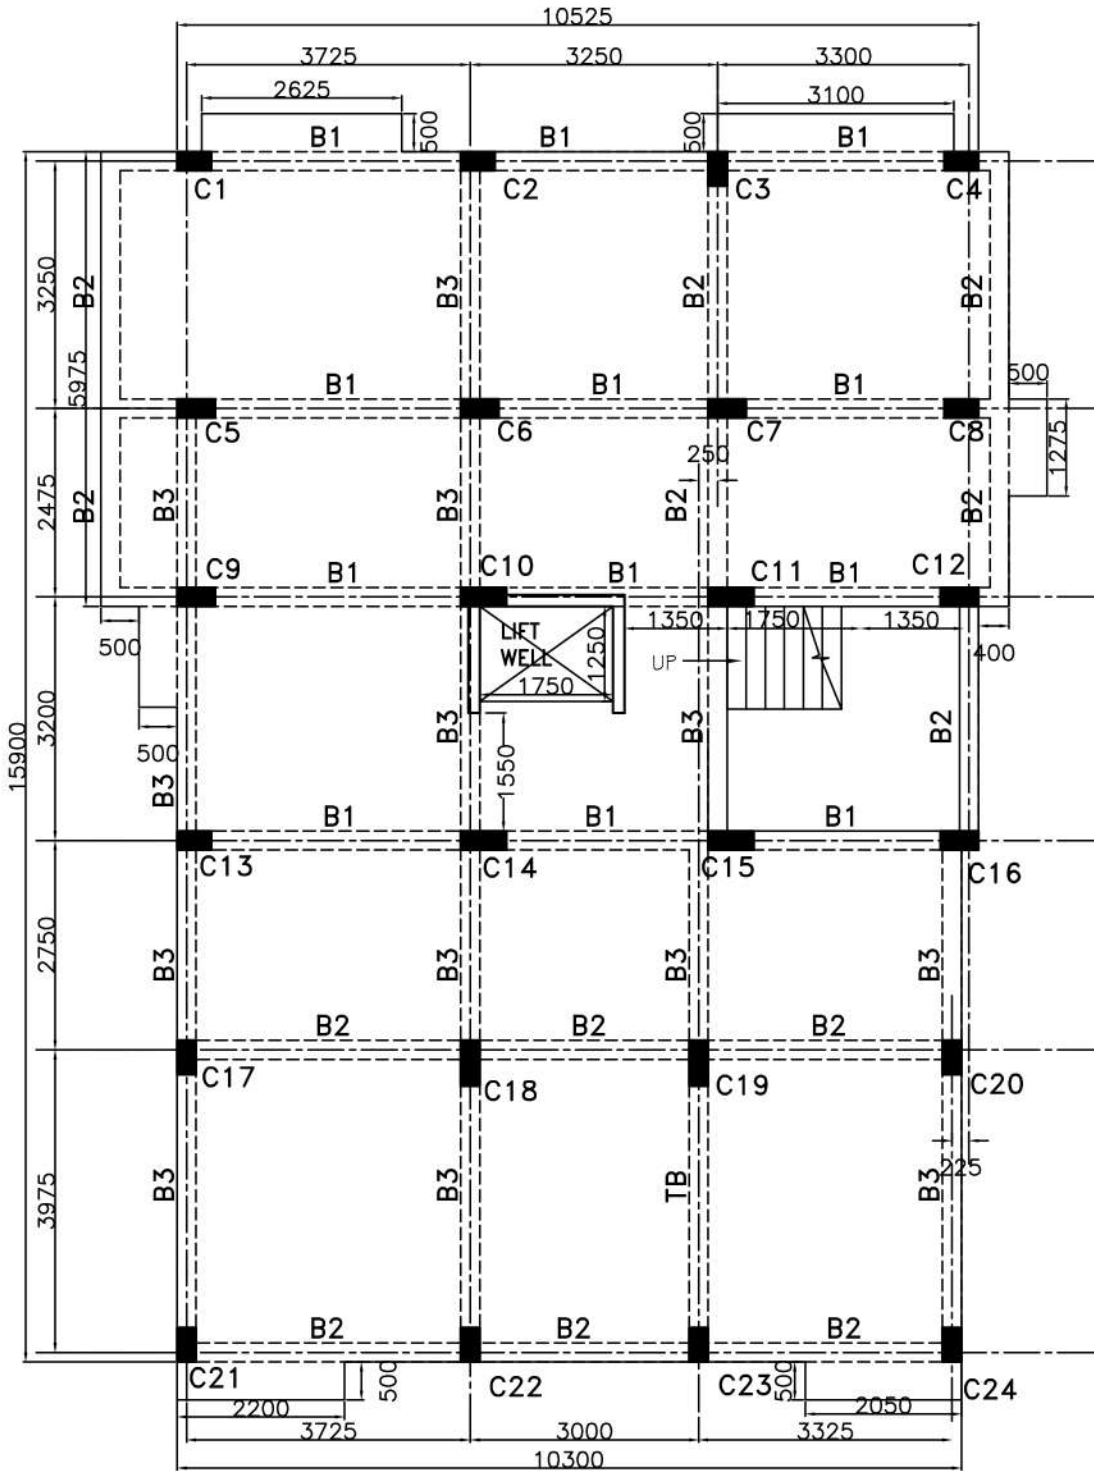 10525
3725 3250 3300
2625 3100
500 500
B1 B1 B1
C1 C2 C3 C4
3250 B2 B3 B2 B2
5975
500
B1 B1 B1
C5 C6 C7 C8
250
1275
2475 B2 B3 B3 B2 B2
C9 C10 C11 C12
B1 B1 B1
1350 1750 1350
LIFT
WELL
1250
1750
UP
500 400
3200
500
B3 B3 B3 B2
1550
15900
B1 B1 B1
C13 C14 C15 C16
2750 B3 B3 B3 B3
B2 B2 B2
C17 C18 C19 C20
225
3975 B3 B3 TB B3
B2 B2 B2
C21 C22 C23 C24
500 500
2200 2050
3725 3000 3325
10300